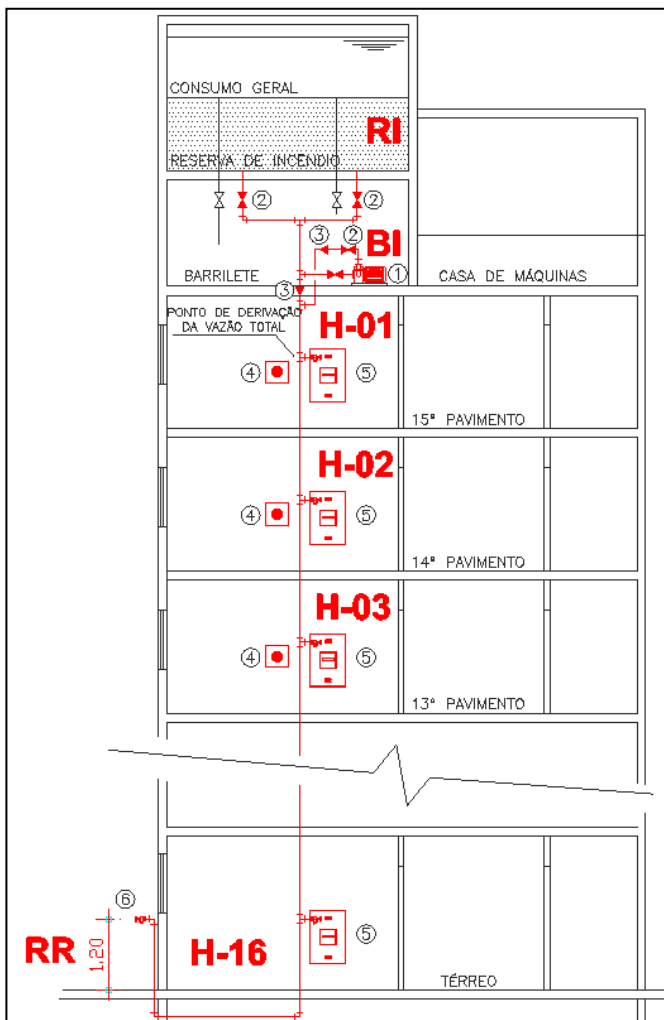 CONSUMO GERAL
RI
RESERVA DE INCÊNDIO
2
2
3
2
BI
1
BARRILETE
CASA DE MÁQUINAS
3
PONTO DE DERIVAÇÃO
DA VAZÃO TOTAL
H-01
4
5
15º PAVIMENTO
H-02
4
5
14º PAVIMENTO
H-03
4
5
13º PAVIMENTO
6
RR
1,20
H-16
5
TÉRREO